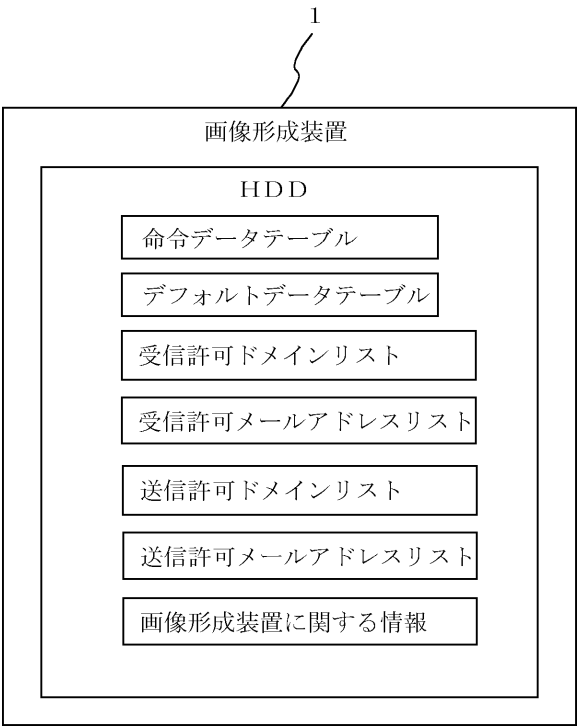 1
画像形成装置
HDD
命令データテーブル
デフォルトデータテーブル
受信許可ドメインリスト
受信許可メールアドレスリスト
送信許可ドメインリスト
送信許可メールアドレスリスト
画像形成装置に関する情報